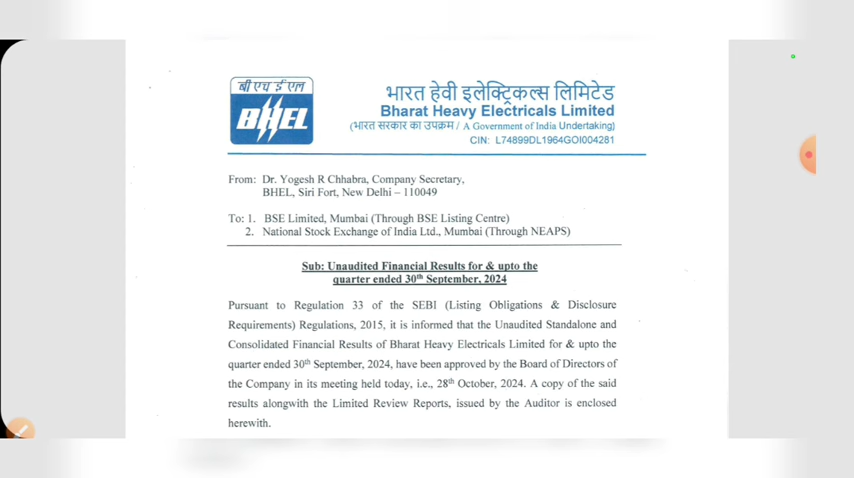 बी एच ई एल
BHEL
भारत हेवी इलेक्ट्रिकल्स लिमिटेड
Bharat Heavy Electricals Limited
(भारत सरकार का उपक्रम / A Government of India Undertaking)
CIN: L74899DL1964GOI004281
From: Dr. Yogesh R Chhabra, Company Secretary,
BHEL, Siri Fort, New Delhi – 110049
To: 1. BSE Limited, Mumbai (Through BSE Listing Centre)
2. National Stock Exchange of India Ltd., Mumbai (Through NEAPS)
Sub: Unaudited Financial Results for & upto the
quarter ended 30th September, 2024
Pursuant to Regulation 33 of the SEBI (Listing Obligations & Disclosure
Requirements) Regulations, 2015, it is informed that the Unaudited Standalone and
Consolidated Financial Results of Bharat Heavy Electricals Limited for & upto the
quarter ended 30th September, 2024, have been approved by the Board of Directors of
the Company in its meeting held today, i.e., 28th October, 2024. A copy of the said
results alongwith the Limited Review Reports, issued by the Auditor is enclosed
herewith.